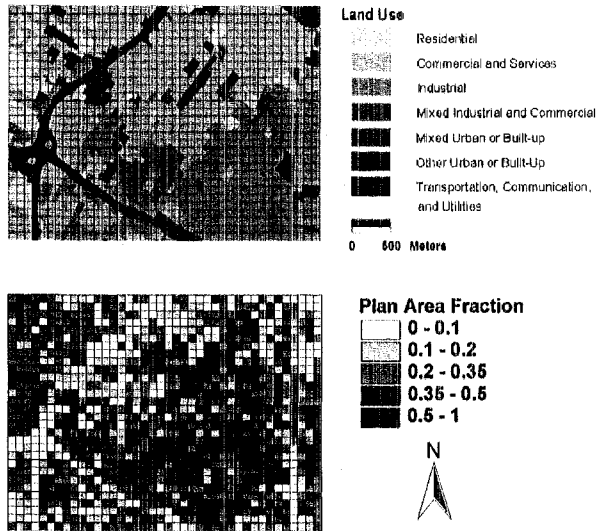 Land Use
Residential
Commercial and Services
Industrial
Mixed Industrial and Commercial
Mixed Urban or Built-up
Other Urban or Built-Up
Transportation, Communication,
and Utilities
0 500 Meters
Plan Area Fraction
0 - 0.1
0.1 - 0.2
0.2 - 0.35
0.35 - 0.5
0.5 - 1
N